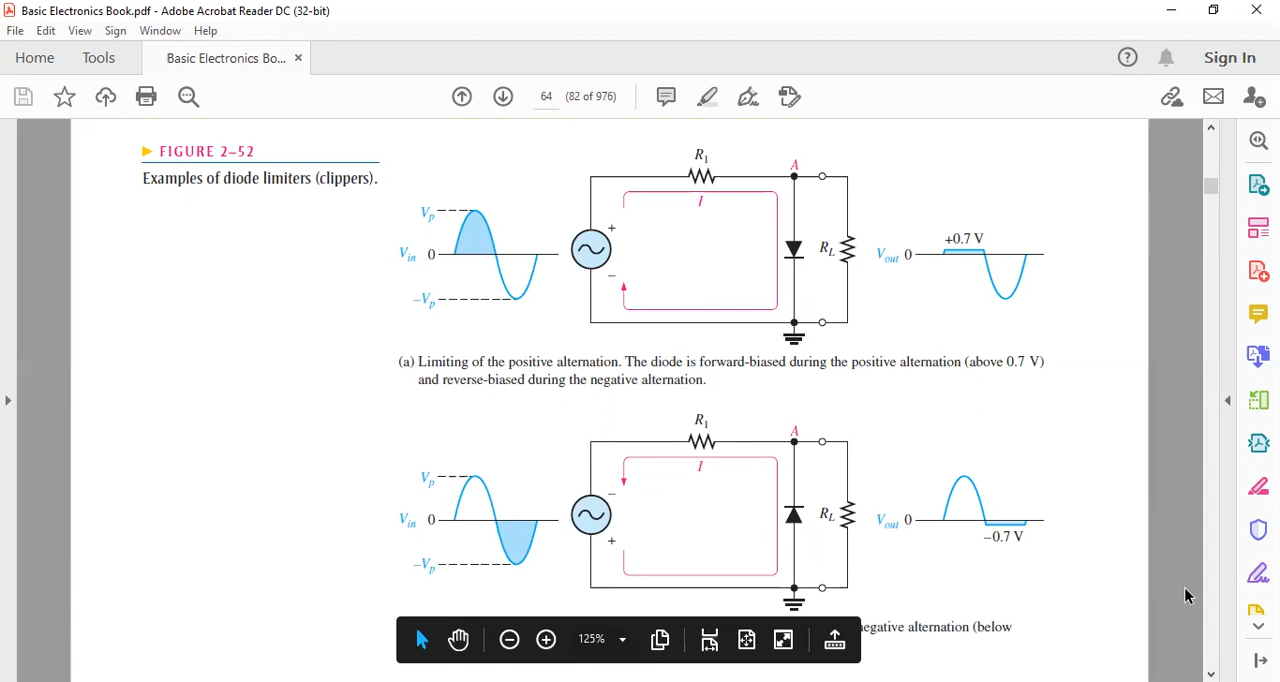 Basic Electronics Book.pdf - Adobe Acrobat Reader DC (32-bit)
File Edit View Sign Window Help
Home Tools Basic Electronics Bo... × Sign In
64 (82 of 976)
FIGURE 2–52
Examples of diode limiters (clippers).
R1
A
I
Vp
+
+0.7 V
Vin 0
RL
Vout 0
−
−Vp
(a) Limiting of the positive alternation. The diode is forward-biased during the positive alternation (above 0.7 V)
and reverse-biased during the negative alternation.
R1
A
I
Vp
−
Vin 0
RL
Vout 0
+
−0.7 V
−Vp
egative alternation (below
125%